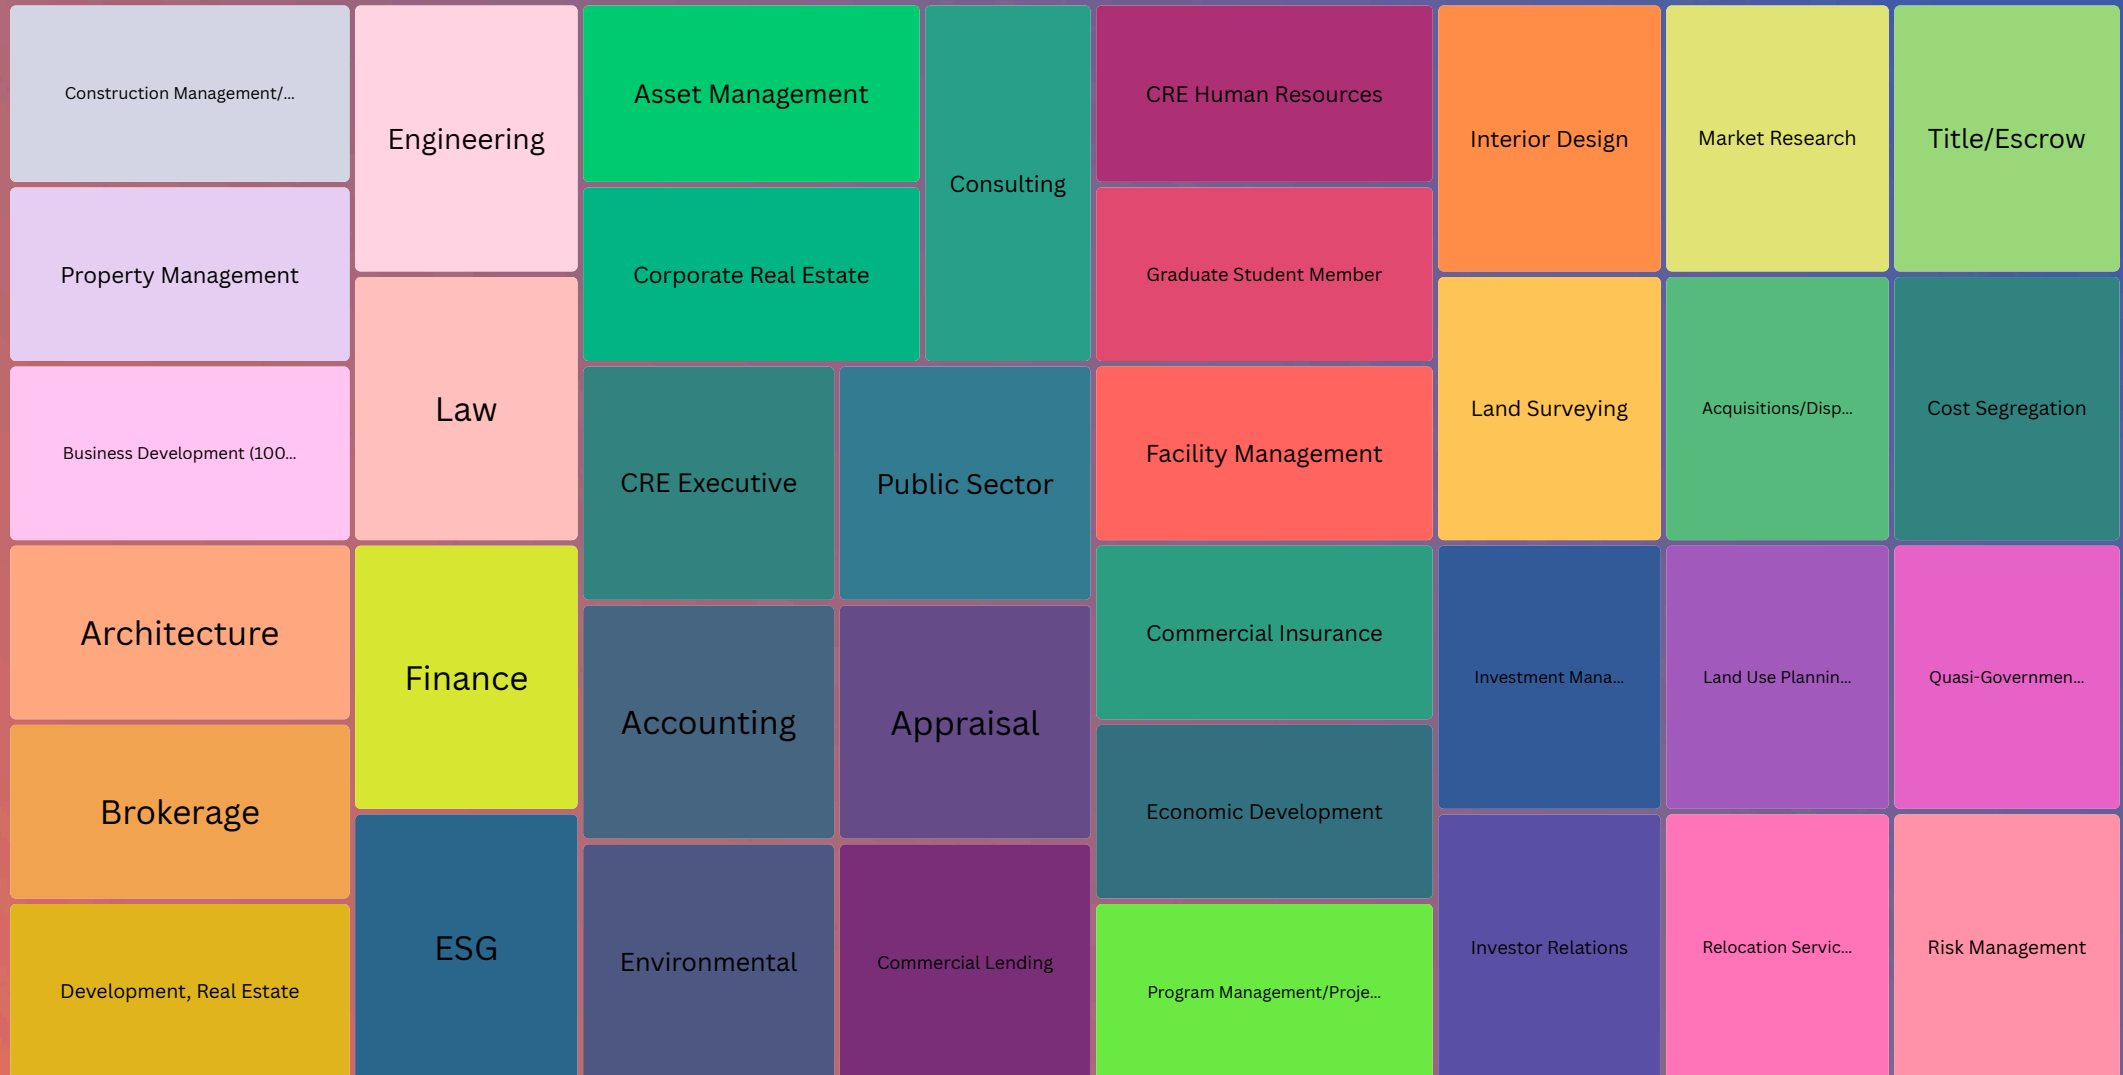 Construction Management/...
Property Management
Business Development (100...
Architecture
Brokerage
Development, Real Estate
Engineering
Law
Finance
ESG
Asset Management
Corporate Real Estate
Consulting
CRE Executive
Public Sector
Accounting
Appraisal
Environmental
Commercial Lending
CRE Human Resources
Graduate Student Member
Facility Management
Commercial Insurance
Economic Development
Program Management/Proje...
Interior Design
Market Research
Title/Escrow
Land Surveying
Acquisitions/Disp...
Cost Segregation
Investment Mana...
Land Use Plannin...
Quasi-Governmen...
Investor Relations
Relocation Servic...
Risk Management